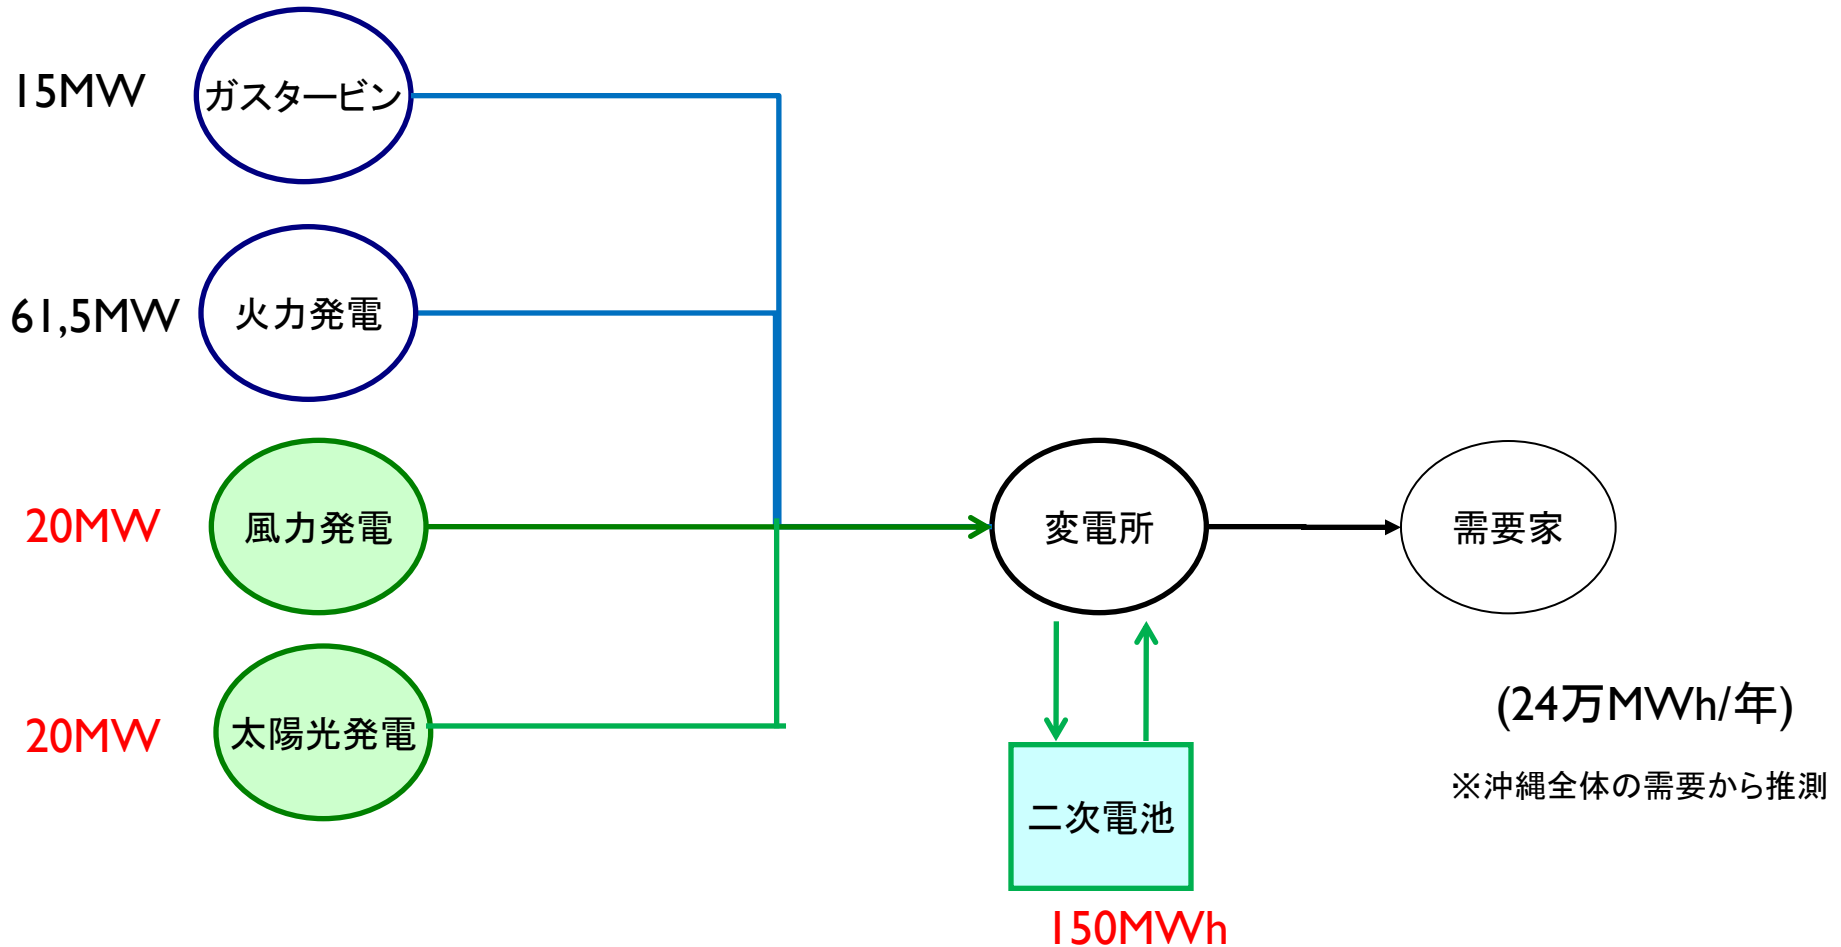 15MW
ガスタービン
61,5MW
火力発電
20MW
風力発電
変電所
需要家
20MW
太陽光発電
(24万MWh/年)
※沖縄全体の需要から推測
二次電池
150MWh